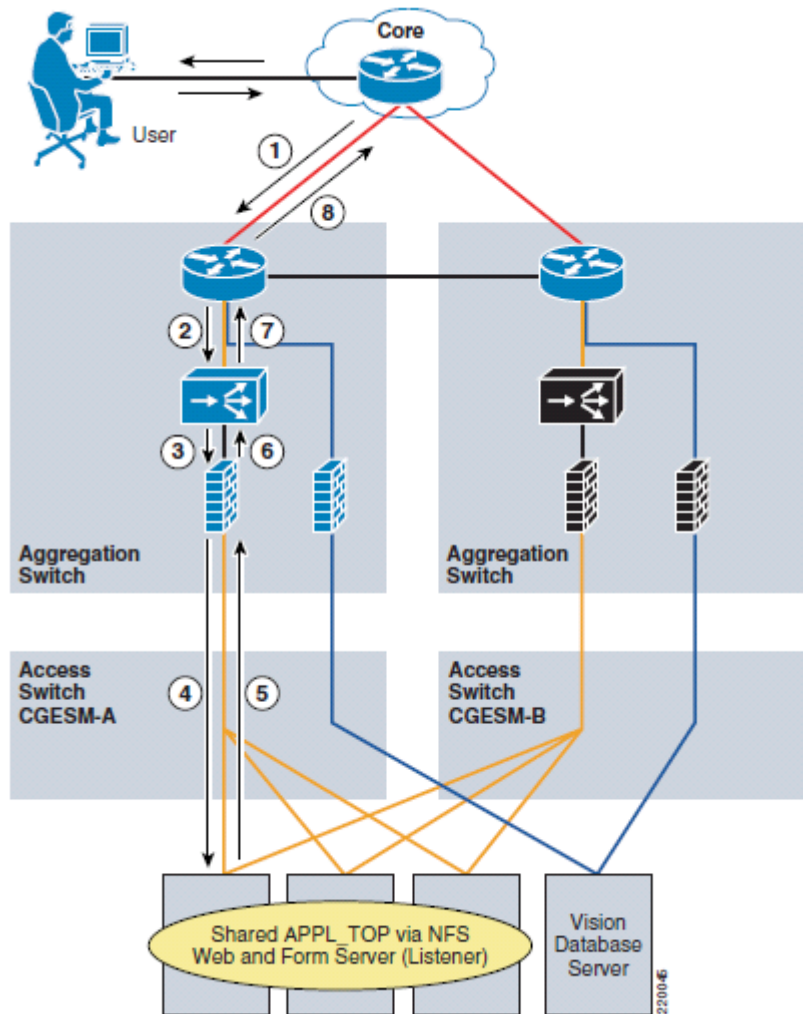 Core
User
1
8
2
7
3
6
Aggregation
Switch
Aggregation
Switch
Access
Switch
CGESM-A
Access
Switch
CGESM-B
4
5
Shared APPL_TOP via NFS
Web and Form Server (Listener)
Vision
Database
Server
220045